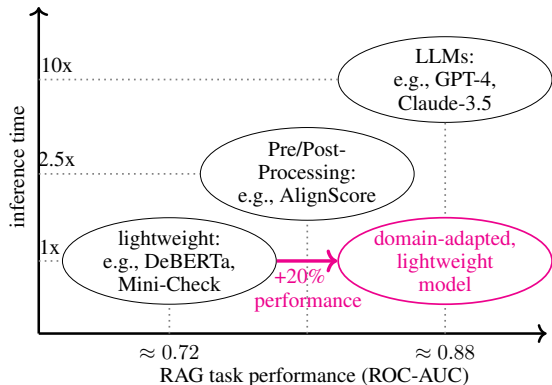 LLMs:
e.g., GPT-4,
Claude-3.5
10x
Pre/Post-
Processing:
e.g., AlignScore
2.5x
inference time
lightweight:
e.g., DeBERTa,
Mini-Check
1x
+20%
performance
domain-adapted,
lightweight
model
≈ 0.72
≈ 0.88
RAG task performance (ROC-AUC)